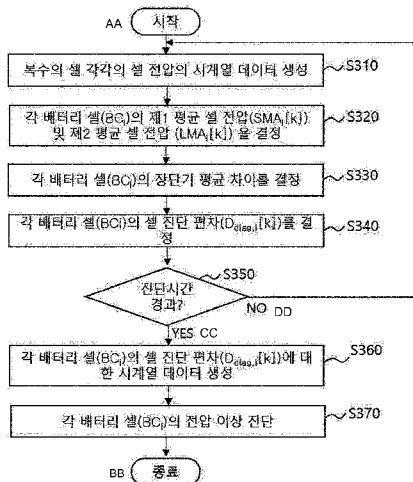 AA 시작
복수의 셀 각각의 셀 전압의 시계열 데이터 생성 S310
각 배터리 셀(BCi)의 제1 평균 셀 전압(SMAi[k]) S320
및 제2 평균 셀 전압 (LMAi[k]) 을 결정
각 배터리 셀(BCi)의 장단기 평균 차이를 결정 S330
각 배터리 셀(BCi)의 셀 진단 편차(Ddiag,i[k])를 결 S340
정
S350
진단시간
경과?
NO DD
YES CC
각 배터리 셀(BCi)의 셀 진단 편차(Ddiag,i[k])에 대 S360
한 시계열 데이터 생성
각 배터리 셀(BCi)의 전압 이상 진단 S370
BB 종료